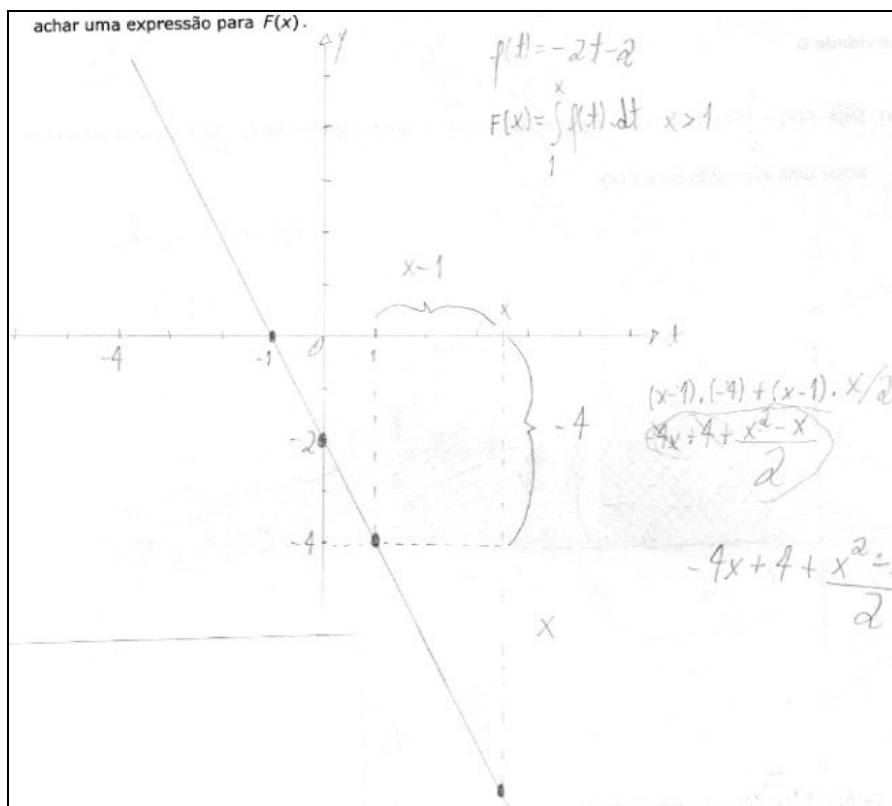 achar uma expressão para F(x).
y
f(t) = -2t-2
F(x) = ∫₁ˣ f(t).dt x>1
x-1
x
-4 -1 0 1 t
-2
-4
-4
(x-1).(-4) + (x-1).x/2
-4x+4+ x²-x
2
-4x+4+ x²-
2
x